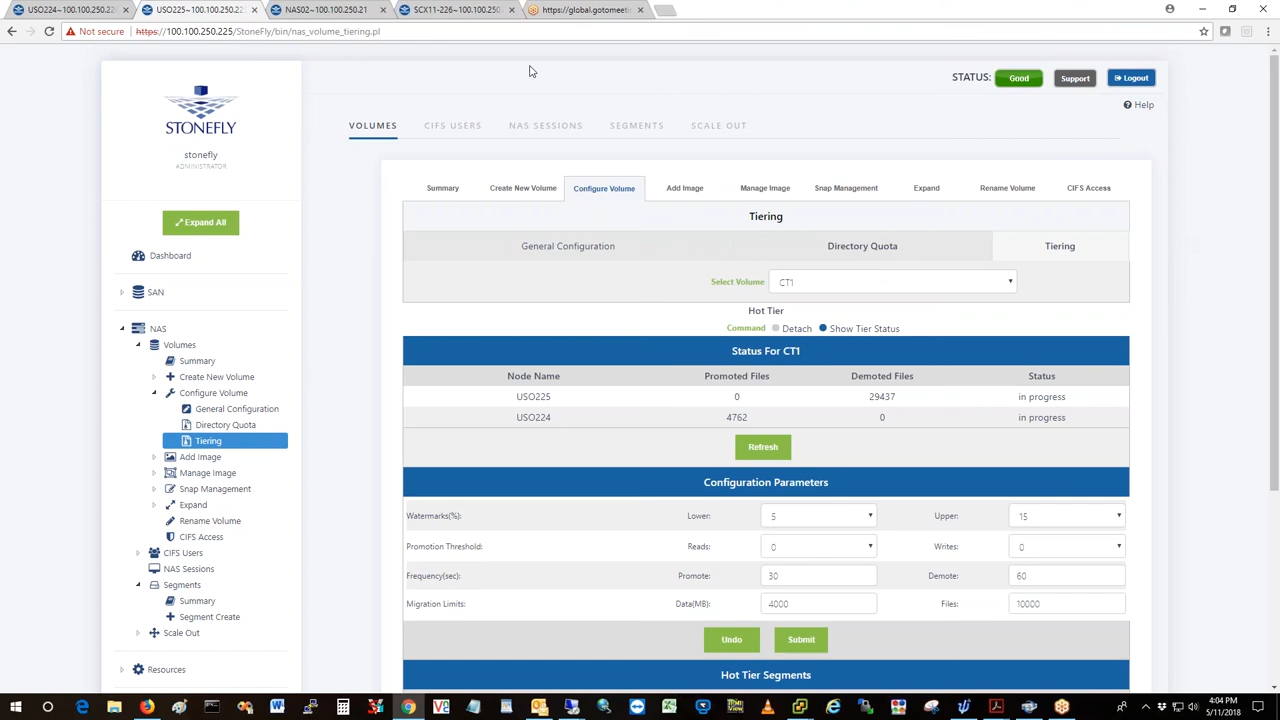 USO224~100.100.250.22
USO225~100.100.250.22
NAS02~100.100.250.21
SCX11-226~100.100.250.
https://global.gotomeeti
Not secure
https://100.100.250.225/StoneFly/bin/nas_volume_tiering.pl
STATUS: Good Support Logout
Help
STONEFLY
stonefly
ADMINISTRATOR
Expand All
Dashboard
SAN
NAS
Volumes
Summary
Create New Volume
Configure Volume
General Configuration
Directory Quota
Tiering
Add Image
Manage Image
Snap Management
Expand
Rename Volume
CIFS Access
CIFS Users
NAS Sessions
Segments
Summary
Segment Create
Scale Out
Resources
VOLUMES CIFS USERS NAS SESSIONS SEGMENTS SCALE OUT
Summary Create New Volume Configure Volume Add Image Manage Image Snap Management Expand Rename Volume CIFS Access
Tiering
General Configuration Directory Quota Tiering
Select Volume CT1
Hot Tier
Command Detach Show Tier Status
Status For CT1
Node Name Promoted Files Demoted Files Status
USO225 0 29437 in progress
USO224 4762 0 in progress
Refresh
Configuration Parameters
Watermarks(%): Lower: 5 Upper: 15
Promotion Threshold: Reads: 0 Writes: 0
Frequency(sec): Promote: 30 Demote: 60
Migration Limits: Data(MB): 4000 Files: 10000
Undo Submit
Hot Tier Segments
4:04 PM
5/11/2018